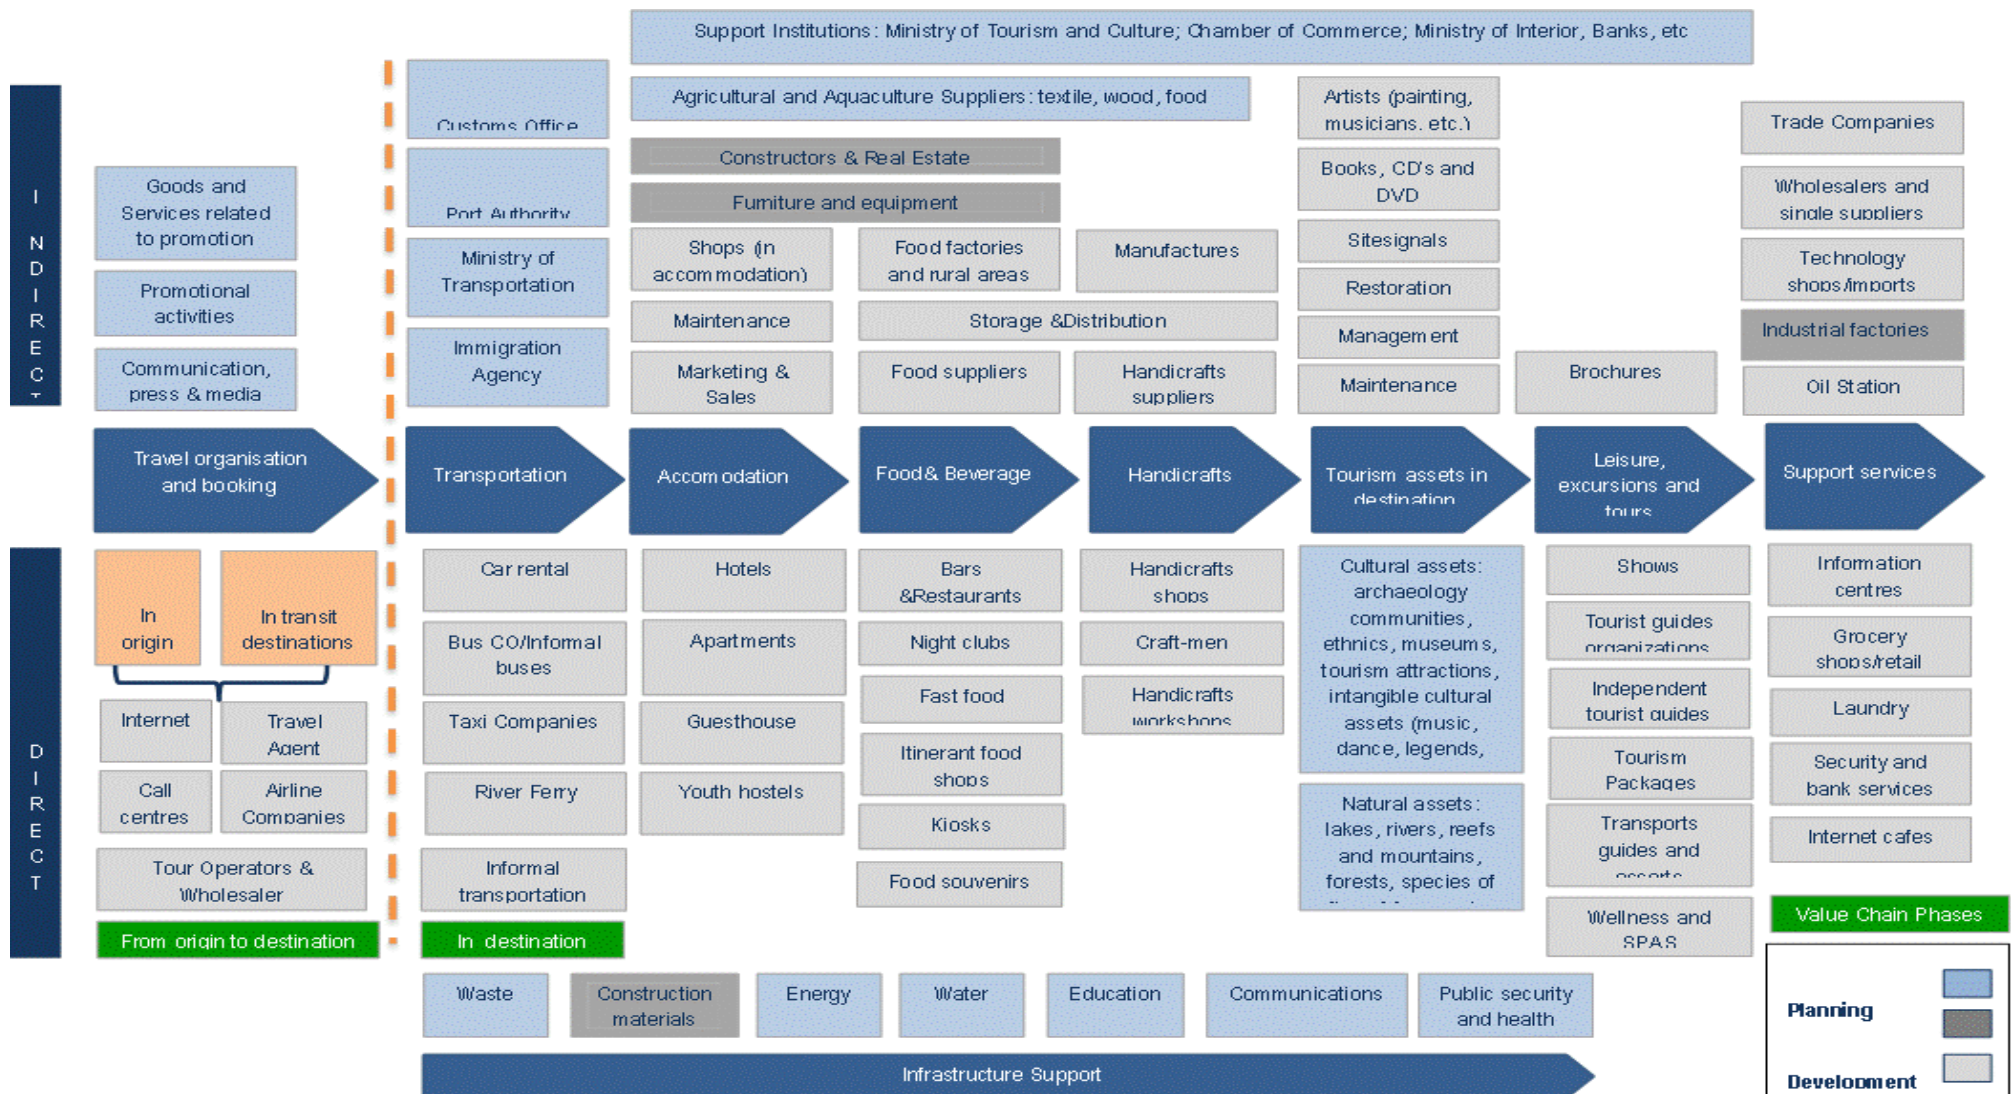 Support Institutions: Ministry of Tourism and Culture; Chamber of Commerce; Ministry of Interior, Banks, etc
Agricultural and Aquaculture Suppliers: textile, wood, food
Constructors & Real Estate
Furniture and equipment
I
N
D
I
R
E
C
T
Goods and
Services related
to promotion
Promotional
activities
Communication,
press & media
Customs Office
Port Authority
Ministry of
Transportation
Immigration
Agency
Shops (in
accommodation)
Maintenance
Marketing &
Sales
Food factories
and rural areas
Manufactures
Storage &Distribution
Food suppliers
Handicrafts
suppliers
Artists (painting,
musicians, etc.)
Books, CD's and
DVD
Sitesignals
Restoration
Management
Maintenance
Brochures
Trade Companies
Wholesalers and
single suppliers
Technology
shops/imports
Industrial factories
Oil Station
Travel organisation
and booking
Transportation
Accomodation
Food& Beverage
Handicrafts
Tourism assets in
destination
Leisure,
excursions and
tours
Support services
D
I
R
E
C
T
In
origin
In transit
destinations
Internet
Travel
Agent
Call
centres
Airline
Companies
Tour Operators &
Wholesaler
From origin to destination
Car rental
Bus CO/Informal
buses
Taxi Companies
River Ferry
Informal
transportation
In destination
Hotels
Apartments
Guesthouse
Youth hostels
Bars
&Restaurants
Night clubs
Fast food
Itinerant food
shops
Kiosks
Food souvenirs
Handicrafts
shops
Craft-men
Handicrafts
workshops
Cultural assets:
archaeology
communities,
ethnics, museums,
tourism attractions,
intangible cultural
assets (music,
dance, legends,
Natural assets:
lakes, rivers, reefs
and mountains,
forests, species of
Shows
Tourist guides
organizations
Independent
tourist guides
Tourism
Packages
Transports
guides and
escorts
Wellness and
SPAS
Information
centres
Grocery
shops/retail
Laundry
Security and
bank services
Internet cafes
Value Chain Phases
Planning
Development
Waste
Construction
materials
Energy
Water
Education
Communications
Public security
and health
Infrastructure Support